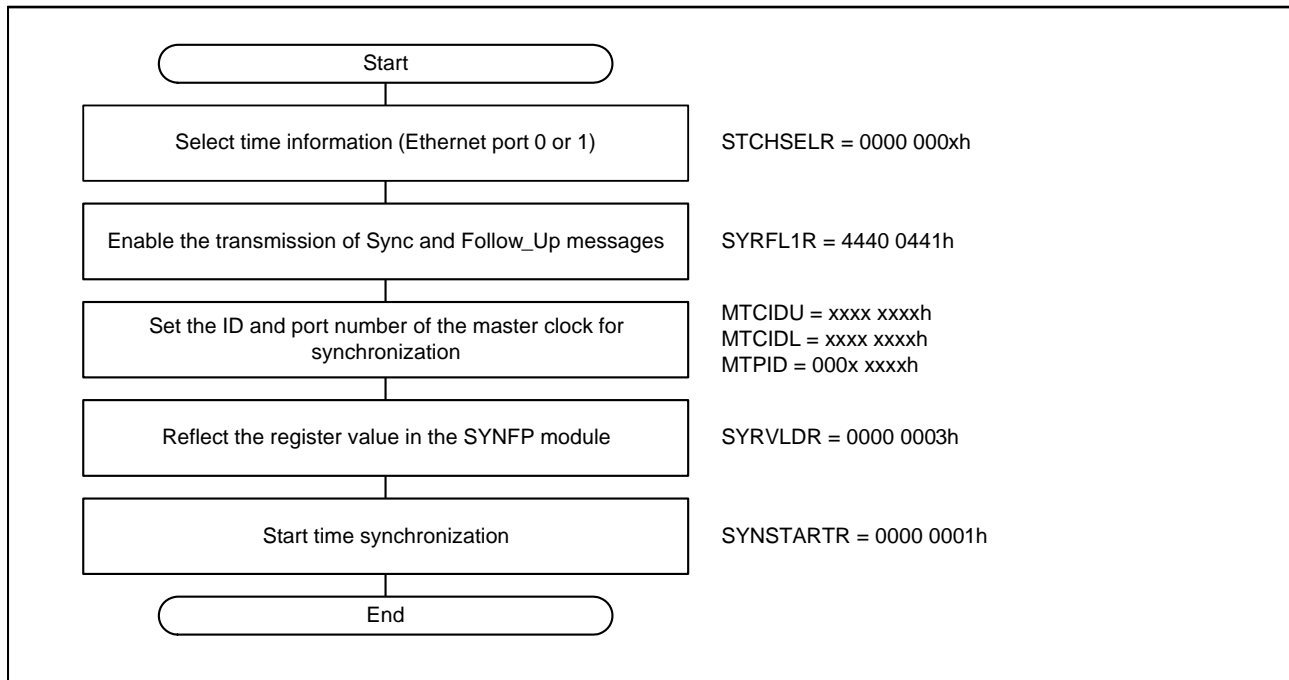 Start
Select time information (Ethernet port 0 or 1)
STCHSELR = 0000 000xh
Enable the transmission of Sync and Follow_Up messages
SYRFL1R = 4440 0441h
Set the ID and port number of the master clock for
synchronization
MTCIDU = xxxx xxxxh
MTCIDL = xxxx xxxxh
MTPID = 000x xxxxh
Reflect the register value in the SYNFP module
SYRVLDR = 0000 0003h
Start time synchronization
SYNSTARTR = 0000 0001h
End